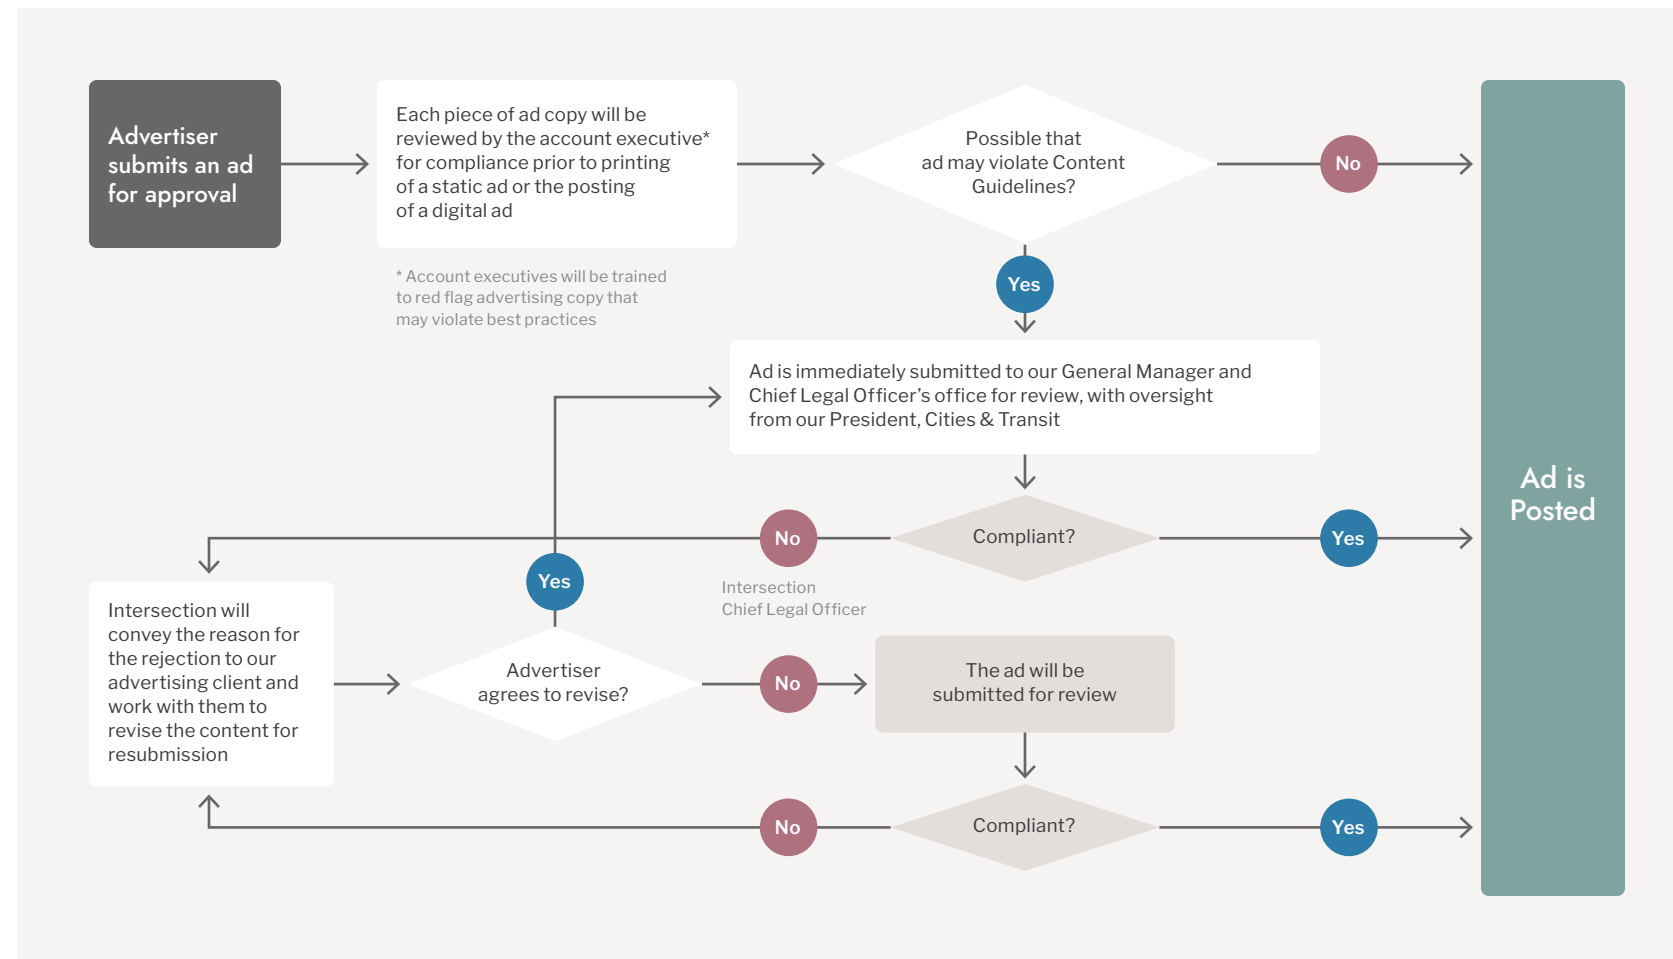 Advertiser
submits an ad
for approval
Each piece of ad copy will be
reviewed by the account executive*
for compliance prior to printing
of a static ad or the posting
of a digital ad
* Account executives will be trained
to red flag advertising copy that
may violate best practices
Possible that
ad may violate Content
Guidelines?
No
Yes
Ad is immediately submitted to our General Manager and
Chief Legal Officer’s office for review, with oversight
from our President, Cities & Transit
Compliant?
No
Intersection
Chief Legal Officer
Yes
Ad is
Posted
Intersection will
convey the reason for
the rejection to our
advertising client and
work with them to
revise the content for
resubmission
Yes
Advertiser
agrees to revise?
No
The ad will be
submitted for review
Compliant?
No
Yes